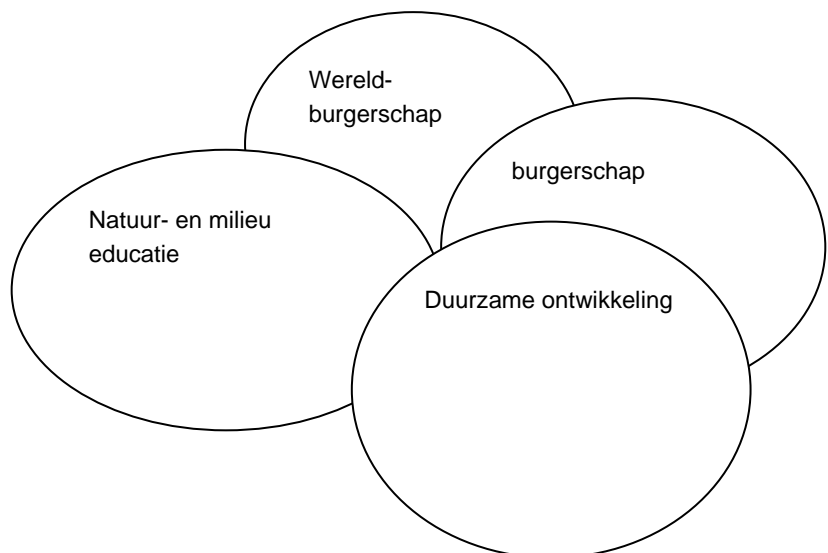 Wereld-
burgerschap
burgerschap
Natuur- en milieu
educatie
Duurzame ontwikkeling